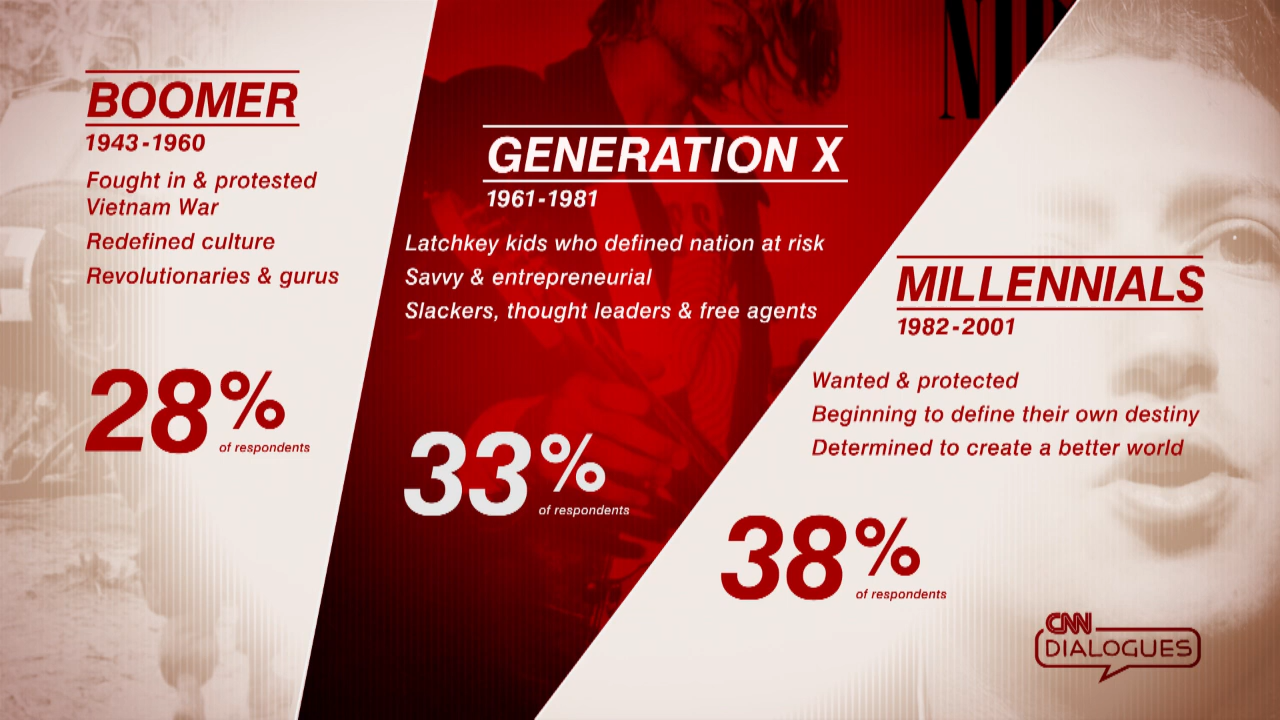 BOOMER
1943-1960
Fought in & protested
Vietnam War
Redefined culture
Revolutionaries & gurus
28%
of respondents
GENERATION X
1961-1981
Latchkey kids who defined nation at risk
Savvy & entrepreneurial
Slackers, thought leaders & free agents
33%
of respondents
MILLENNIALS
1982-2001
Wanted & protected
Beginning to define their own destiny
Determined to create a better world
38%
of respondents
CNN
DIALOGUES